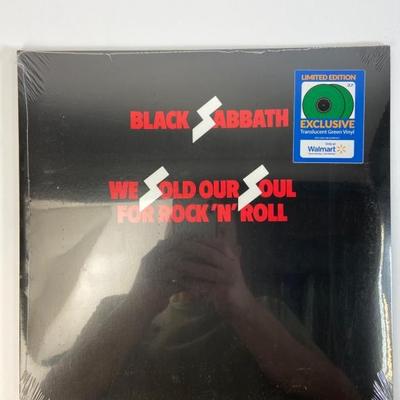 BLACK SABBATH
WE SOLD OUR SOUL
FOR ROCK 'N' ROLL
LIMITED EDITION
EXCLUSIVE
Translucent Green Vinyl
Only at
Walmart